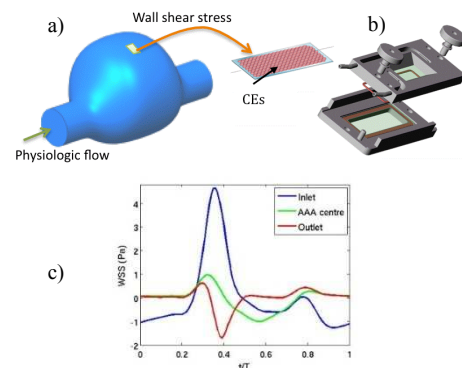 a)
Wall shear stress
b)
CEs
Physiologic flow
c)
WSS (Pa)
4
3
2
1
0
-1
-2
Inlet
AAA centre
Outlet
0
0.2
0.4
0.6
0.8
1
t/T